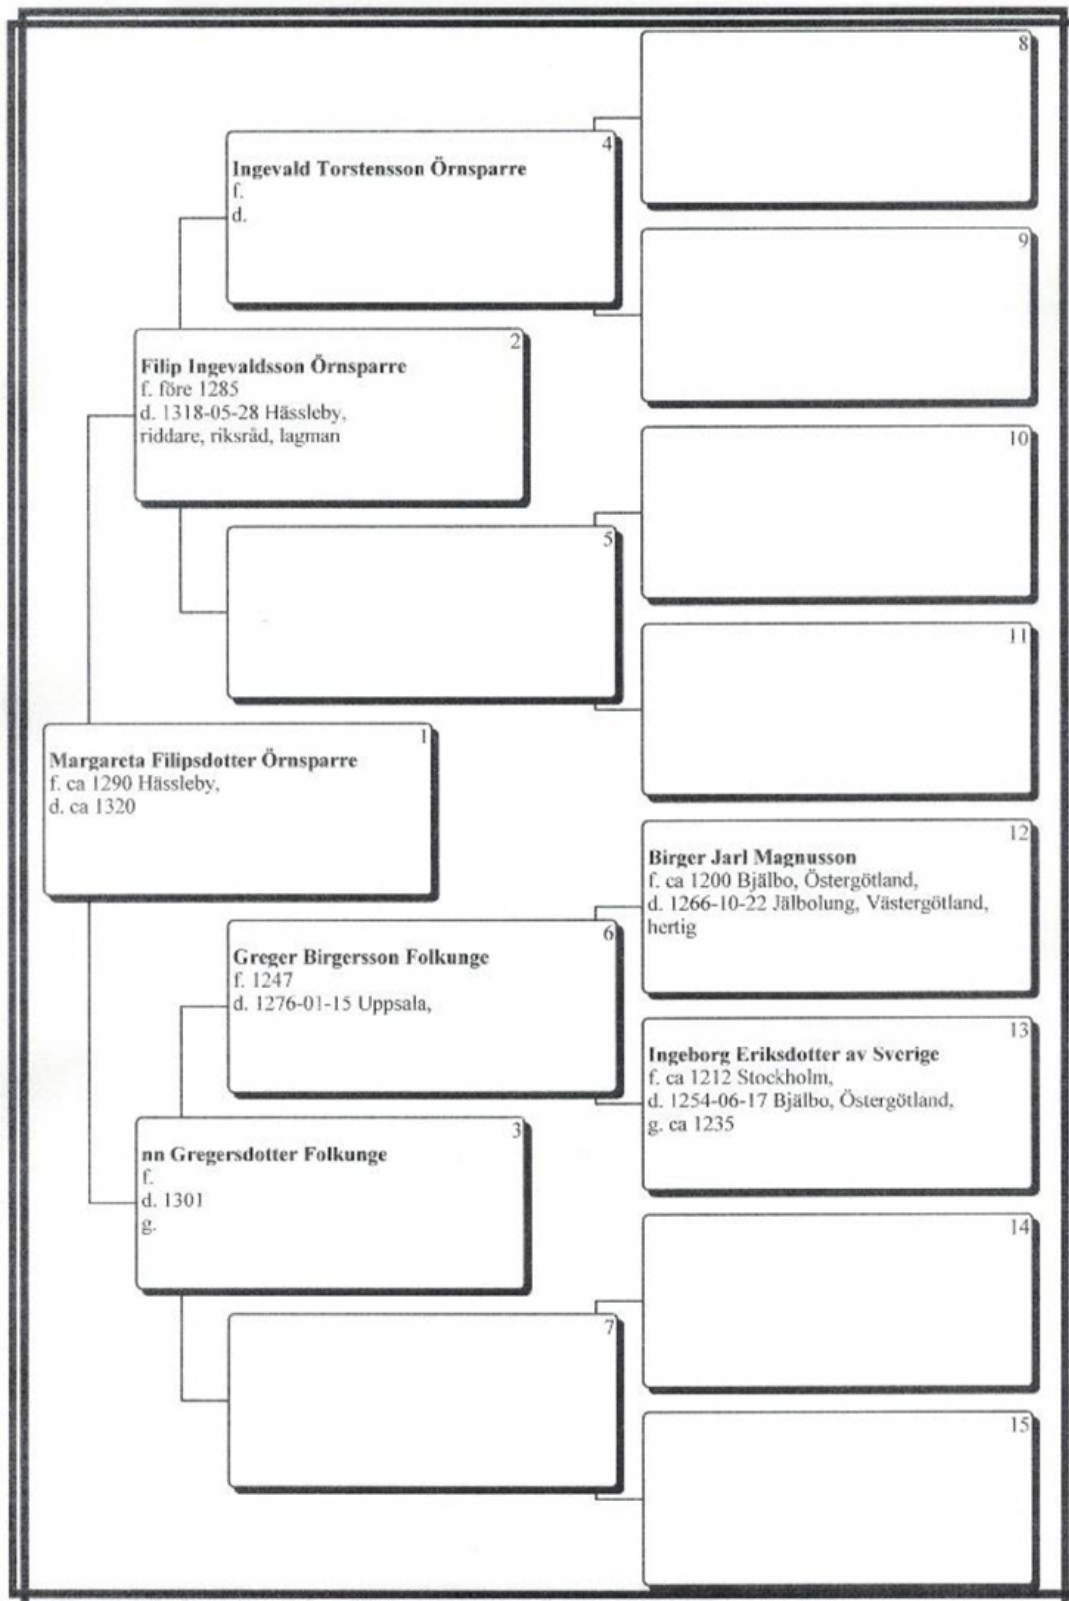 8
4
Ingevald Torstensson Örnsparre
f.
d.
9
2
Filip Ingevaldsson Örnsparre
f. före 1285
d. 1318-05-28 Hässleby,
riddare, riksråd, lagman
10
5
11
1
Margareta Filipsdotter Örnsparre
f. ca 1290 Hässleby,
d. ca 1320
12
Birger Jarl Magnusson
f. ca 1200 Bjälbo, Östergötland,
d. 1266-10-22 Jälbolung, Västergötland,
hertig
6
Greger Birgersson Folkunge
f. 1247
d. 1276-01-15 Uppsala,
13
Ingeborg Eriksdotter av Sverige
f. ca 1212 Stockholm,
d. 1254-06-17 Bjälbo, Östergötland,
g. ca 1235
3
nn Gregersdotter Folkunge
f.
d. 1301
g.
14
7
15